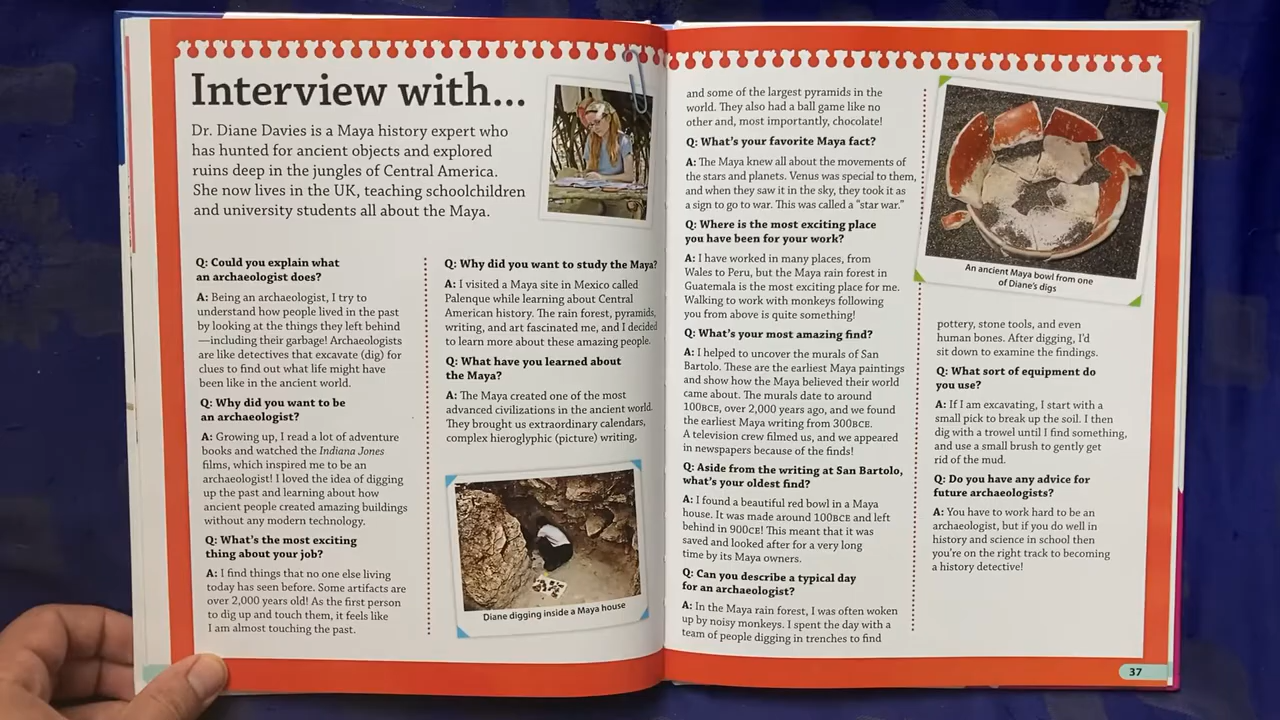 Interview with...
Dr. Diane Davies is a Maya history expert who
has hunted for ancient objects and explored
ruins deep in the jungles of Central America.
She now lives in the UK, teaching schoolchildren
and university students all about the Maya.
Q: Could you explain what
an archaeologist does?
A: Being an archaeologist, I try to
understand how people lived in the past
by looking at the things they left behind
—including their garbage! Archaeologists
are like detectives that excavate (dig) for
clues to find out what life might have
been like in the ancient world.
Q: Why did you want to be
an archaeologist?
A: Growing up, I read a lot of adventure
books and watched the Indiana Jones
films, which inspired me to be an
archaeologist! I loved the idea of digging
up the past and learning about how
ancient people created amazing buildings
without any modern technology.
Q: What's the most exciting
thing about your job?
A: I find things that no one else living
today has seen before. Some artifacts are
over 2,000 years old! As the first person
to dig up and touch them, it feels like
I am almost touching the past.
Q: Why did you want to study the Maya?
A: I visited a Maya site in Mexico called
Palenque while learning about Central
American history. The rain forest, pyramids,
writing, and art fascinated me, and I decided
to learn more about these amazing people.
Q: What have you learned about
the Maya?
A: The Maya created one of the most
advanced civilizations in the ancient world.
They brought us extraordinary calendars,
complex hieroglyphic (picture) writing,
Diane digging inside a Maya house
and some of the largest pyramids in the
world. They also had a ball game like no
other and, most importantly, chocolate!
Q: What's your favorite Maya fact?
A: The Maya knew all about the movements of
the stars and planets. Venus was special to them,
and when they saw it in the sky, they took it as
a sign to go to war. This was called a "star war."
Q: Where is the most exciting place
you have been for your work?
A: I have worked in many places, from
Wales to Peru, but the Maya rain forest in
Guatemala is the most exciting place for me.
Walking to work with monkeys following
you from above is quite something!
Q: What's your most amazing find?
A: I helped to uncover the murals of San
Bartolo. These are the earliest Maya paintings
and show how the Maya believed their world
came about. The murals date to around
100BCE, over 2,000 years ago, and we found
the earliest Maya writing from 300BCE.
A television crew filmed us, and we appeared
in newspapers because of the finds!
Q: Aside from the writing at San Bartolo,
what's your oldest find?
A: I found a beautiful red bowl in a Maya
house. It was made around 100BCE and left
behind in 900CE! This meant that it was
saved and looked after for a very long
time by its Maya owners.
Q: Can you describe a typical day
for an archaeologist?
A: In the Maya rain forest, I was often woken
up by noisy monkeys. I spent the day with a
team of people digging in trenches to find
An ancient Maya bowl from one
of Diane's digs
pottery, stone tools, and even
human bones. After digging, I'd
sit down to examine the findings.
Q: What sort of equipment do
you use?
A: If I am excavating, I start with a
small pick to break up the soil. I then
dig with a trowel until I find something,
and use a small brush to gently get
rid of the mud.
Q: Do you have any advice for
future archaeologists?
A: You have to work hard to be an
archaeologist, but if you do well in
history and science in school then
you're on the right track to becoming
a history detective!
37